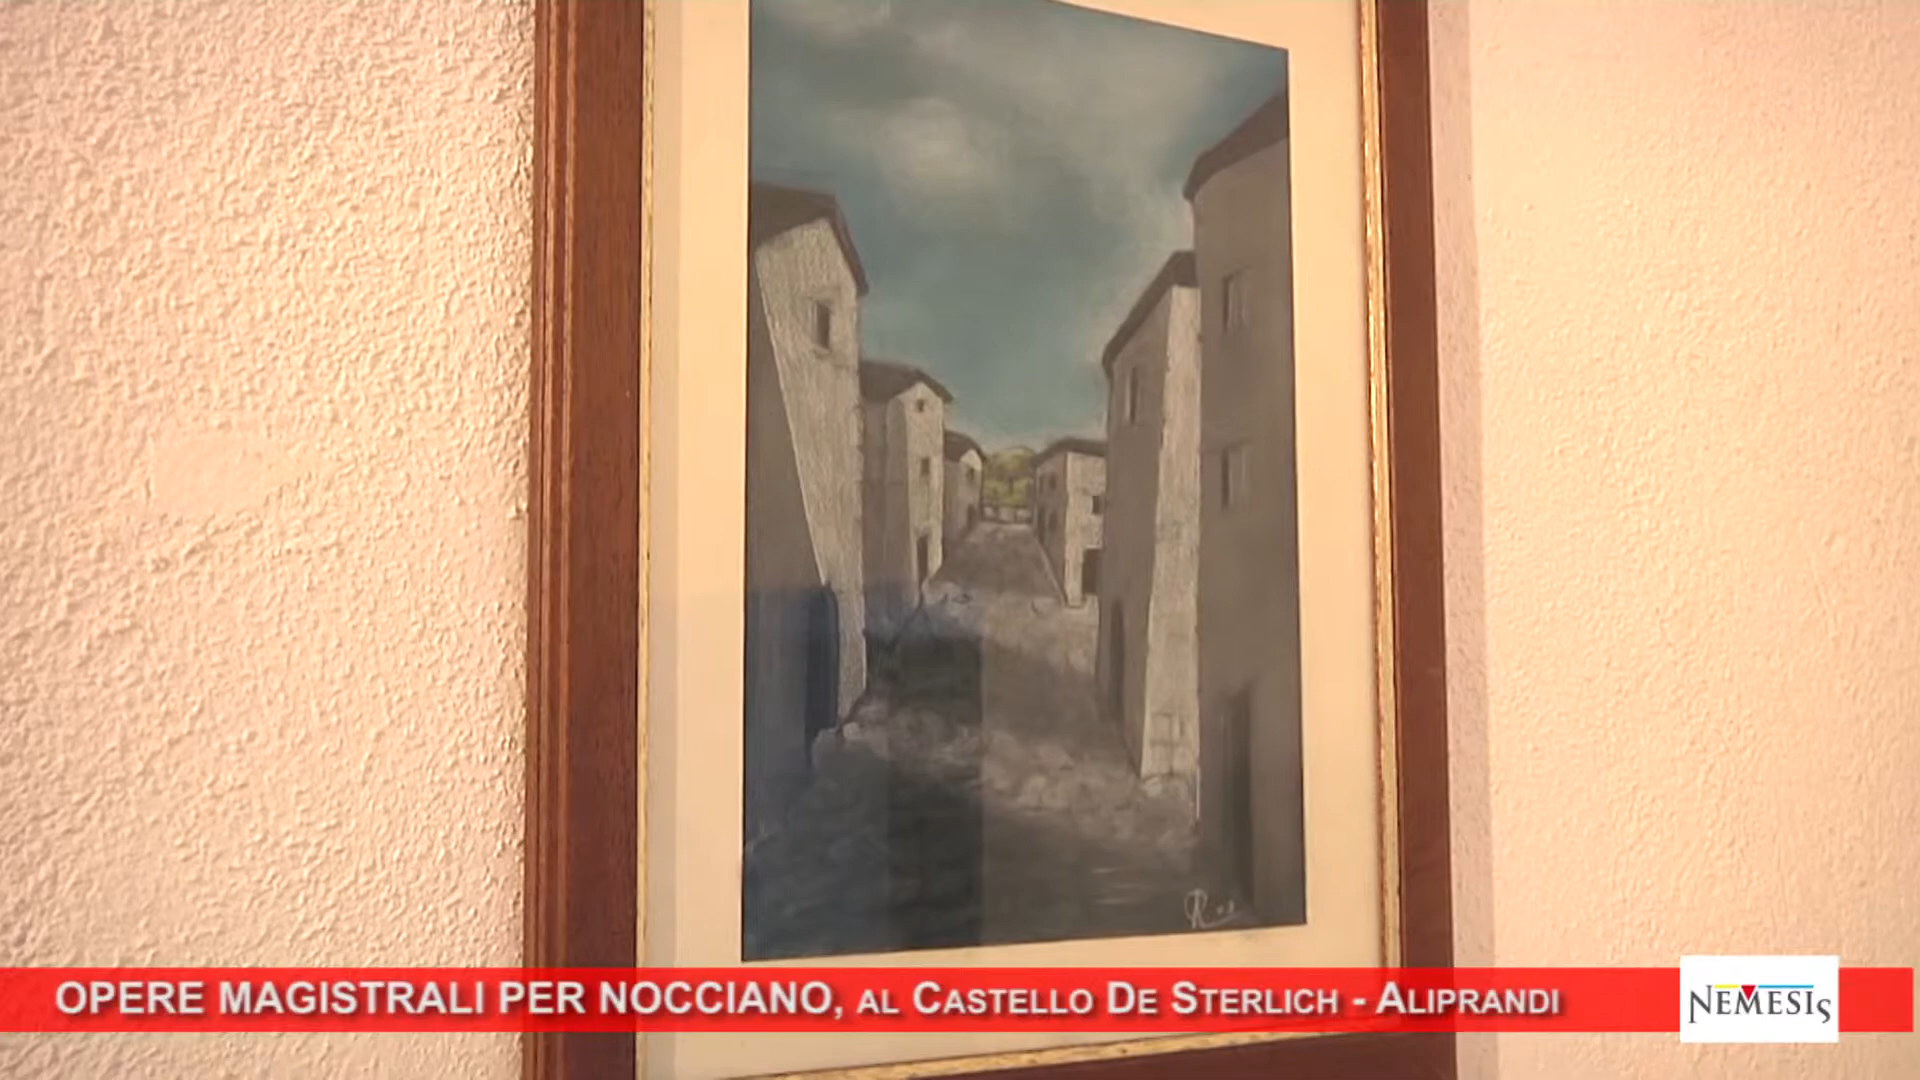 OPERE MAGISTRALI PER NOCCIANO, AL CASTELLO DE STERLICH - ALIPRANDI
NEMESIS